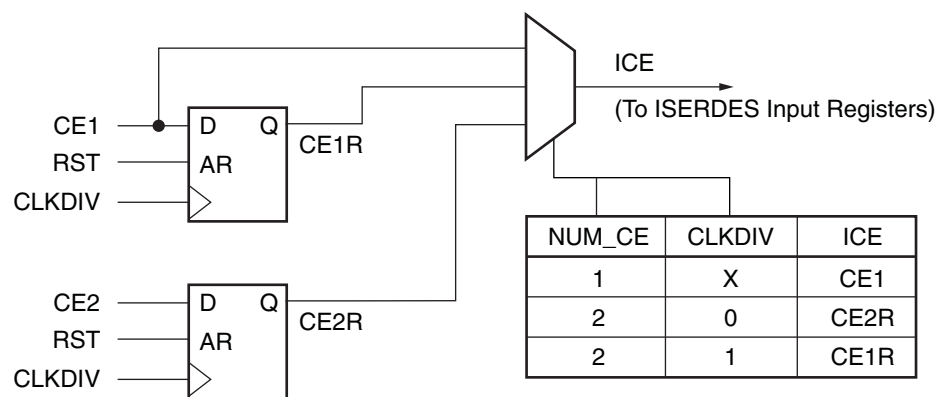 ICE
(To ISERDES Input Registers)
CE1
D Q
CE1R
RST
AR
CLKDIV
NUM_CE CLKDIV ICE
1 X CE1
2 0 CE2R
2 1 CE1R
CE2
D Q
CE2R
RST
AR
CLKDIV